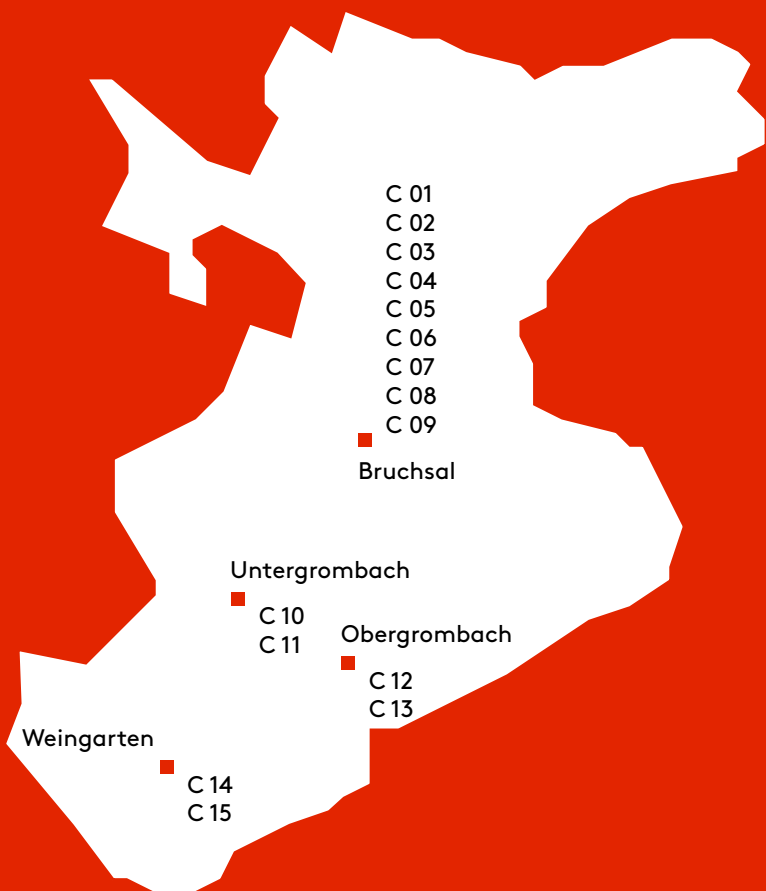 C 01
C 02
C 03
C 04
C 05
C 06
C 07
C 08
C 09
Bruchsal
Untergrombach
C 10
C 11
Obergrombach
C 12
C 13
Weingarten
C 14
C 15